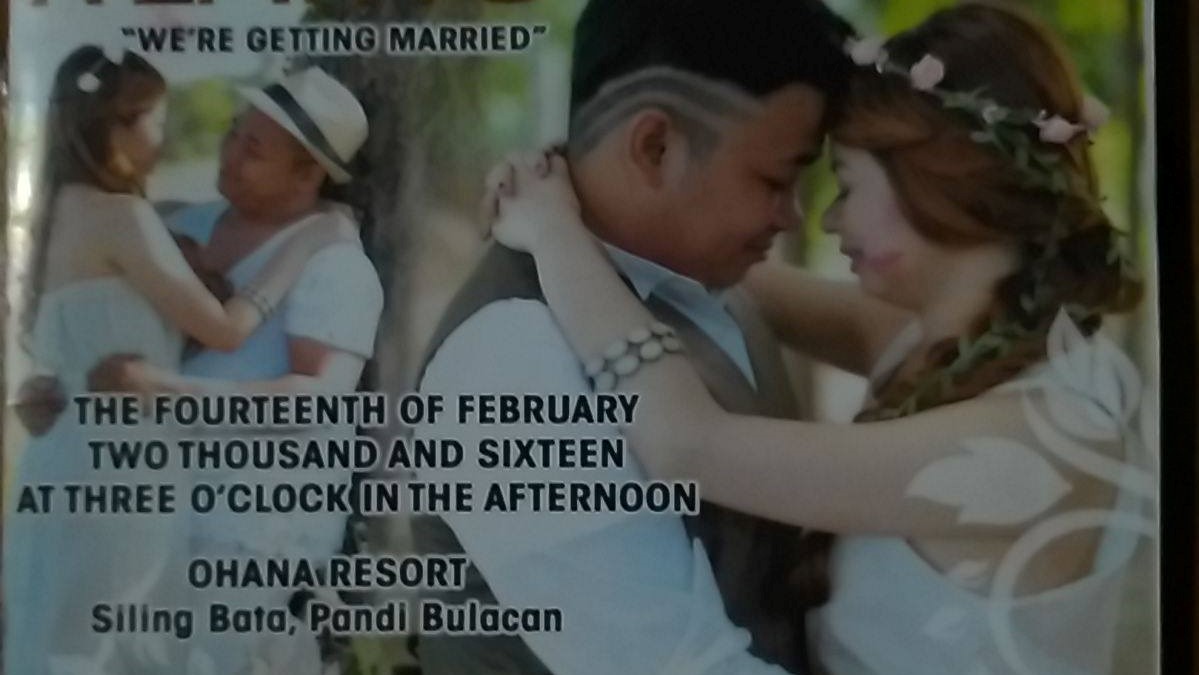 "WE'RE GETTING MARRIED"
THE FOURTEENTH OF FEBRUARY
TWO THOUSAND AND SIXTEEN
AT THREE O'CLOCK IN THE AFTERNOON
OHANA RESORT
Siling Bata, Pandi Bulacan